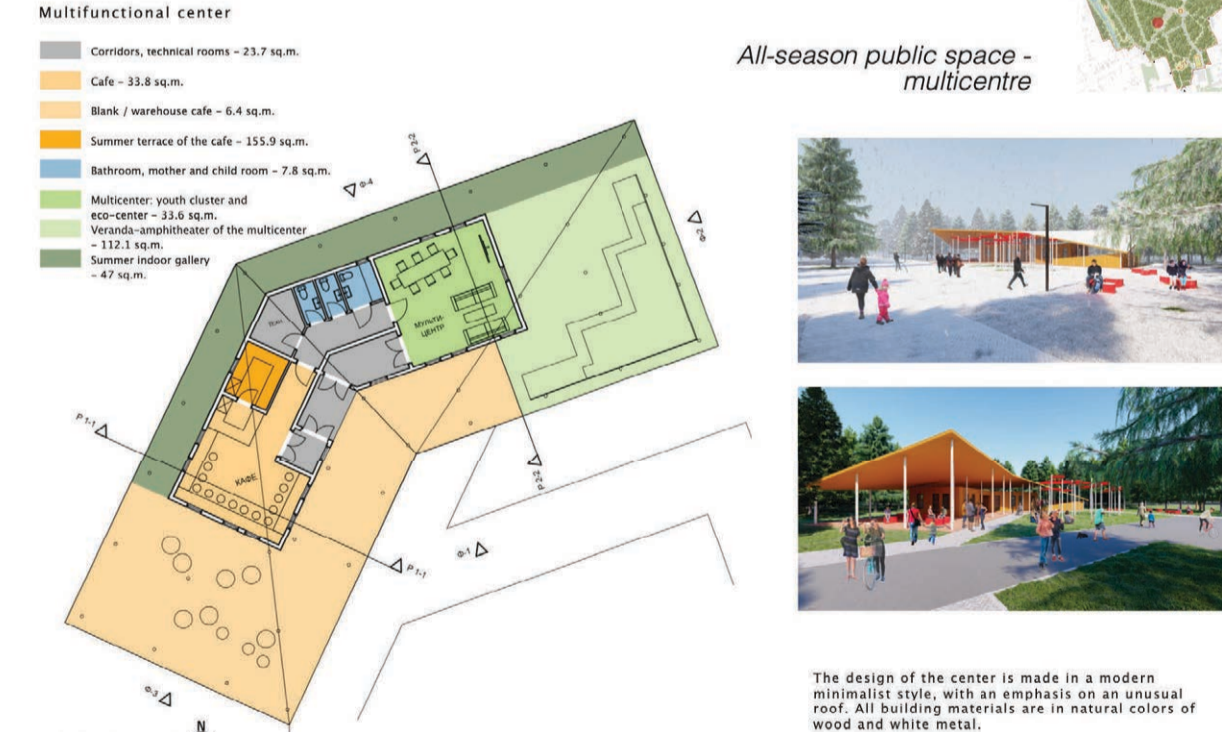 Multifunctional center
Corridors, technical rooms – 23.7 sq.m.
Cafe – 33.8 sq.m.
Blank / warehouse cafe – 6.4 sq.m.
Summer terrace of the cafe – 155.9 sq.m.
Bathroom, mother and child room – 7.8 sq.m.
Multicenter: youth cluster and
eco-center – 33.6 sq.m.
Veranda-amphitheater of the multicenter
– 112.1 sq.m.
Summer indoor gallery
– 47 sq.m.
All-season public space -
multicentre
Р 2-2
Ф-4
Ф-2
МУЛЬТИ-
ЦЕНТР
Р 1-1
КАФЕ
Р 2-2
Ф-1
Р 1-1
Ф-3
N
The design of the center is made in a modern
minimalist style, with an emphasis on an unusual
roof. All building materials are in natural colors of
wood and white metal.